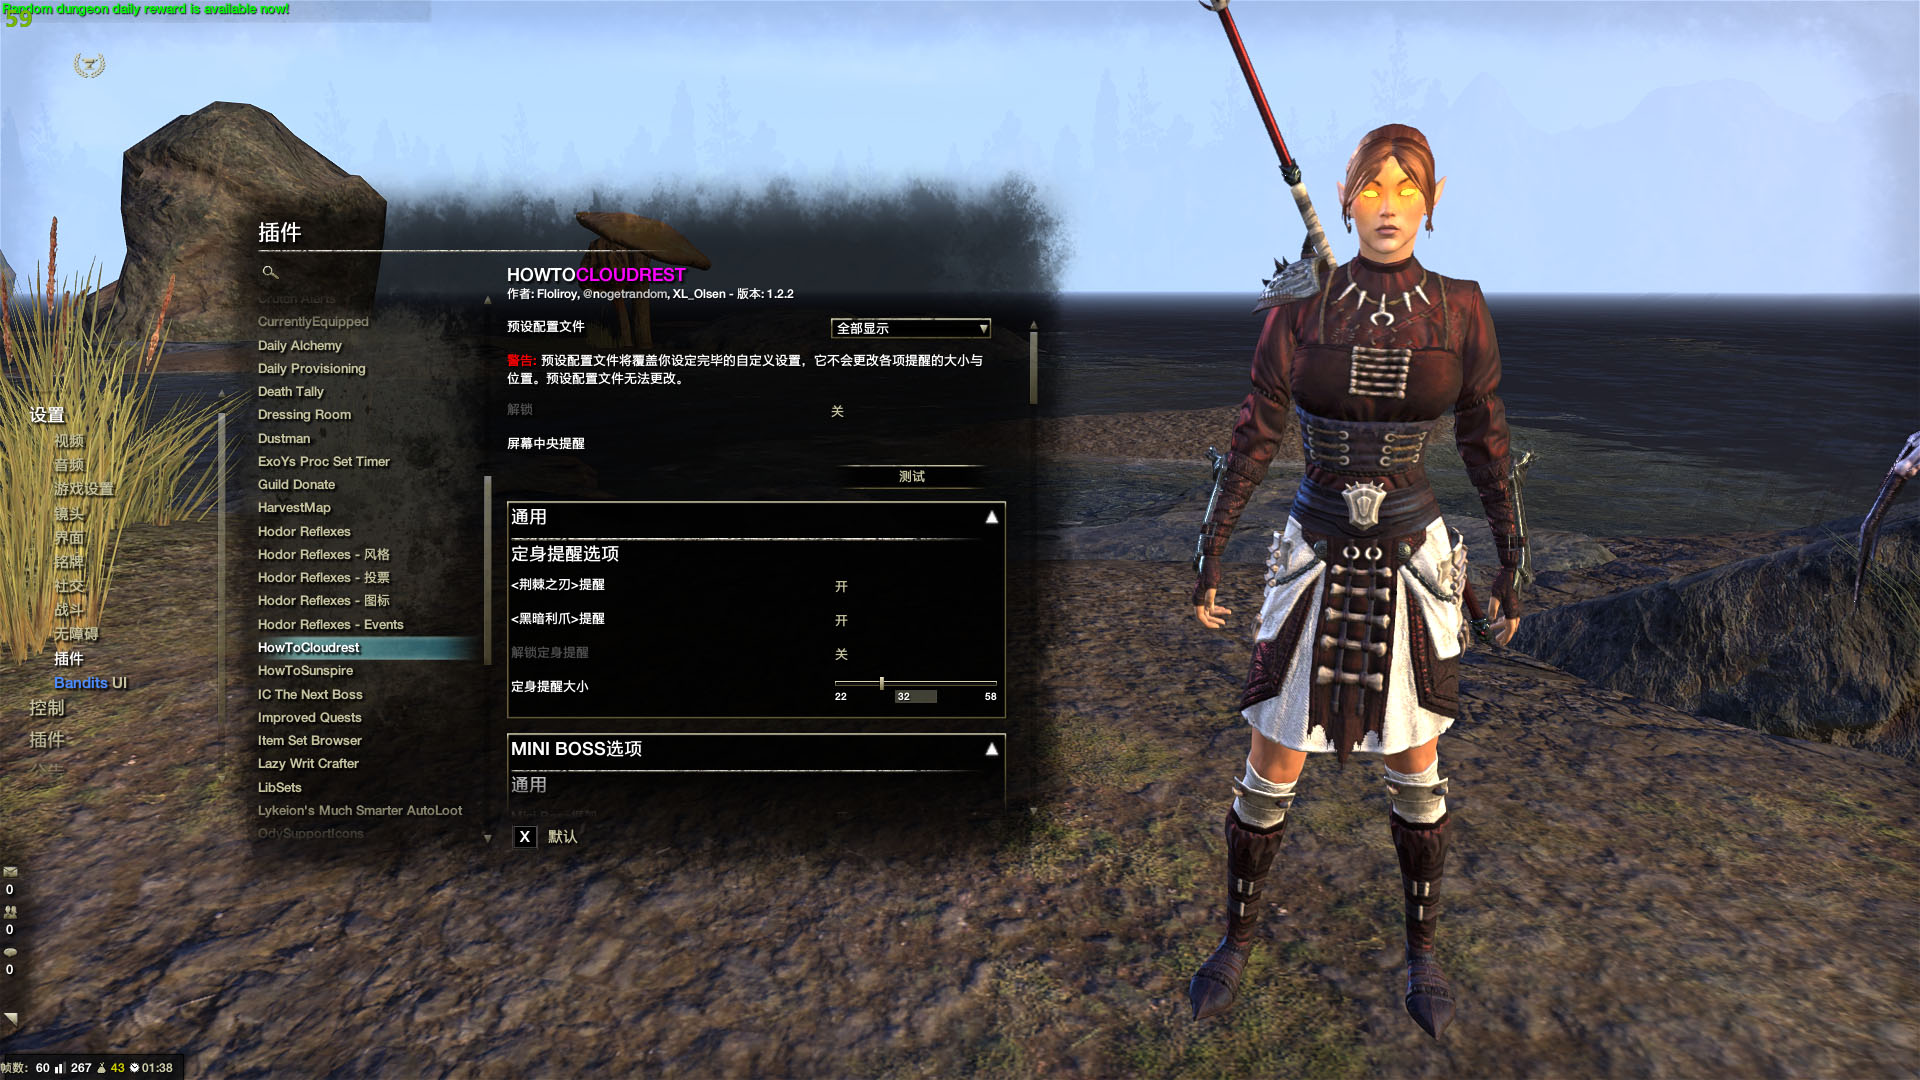 Random dungeon daily reward is available now!
59
设置
视频
音频
游戏设置
镜头
界面
铭牌
社交
战斗
无障碍
插件
Bandits UI
控制
插件
插件
Crutch Alerts
CurrentlyEquipped
Daily Alchemy
Daily Provisioning
Death Tally
Dressing Room
Dustman
ExoYs Proc Set Timer
Guild Donate
HarvestMap
Hodor Reflexes
Hodor Reflexes - 风格
Hodor Reflexes - 投票
Hodor Reflexes - 图标
Hodor Reflexes - Events
HowToCloudrest
HowToSunspire
IC The Next Boss
Improved Quests
Item Set Browser
Lazy Writ Crafter
LibSets
Lykeion's Much Smarter AutoLoot
OdySupportIcons
HOWTOCLOUDREST
作者: Floliroy, @nogetrandom, XL_Olsen - 版本: 1.2.2
预设配置文件
全部显示
警告: 预设配置文件将覆盖你设定完毕的自定义设置，它不会更改各项提醒的大小与
位置。预设配置文件无法更改。
解锁 关
屏幕中央提醒
测试
通用
定身提醒选项
<荆棘之刃>提醒 开
<黑暗利爪>提醒 开
解锁定身提醒 关
定身提醒大小
22 32 58
MINI BOSS选项
通用
X 默认
0
0
0
帧数: 60 267 43 01:38